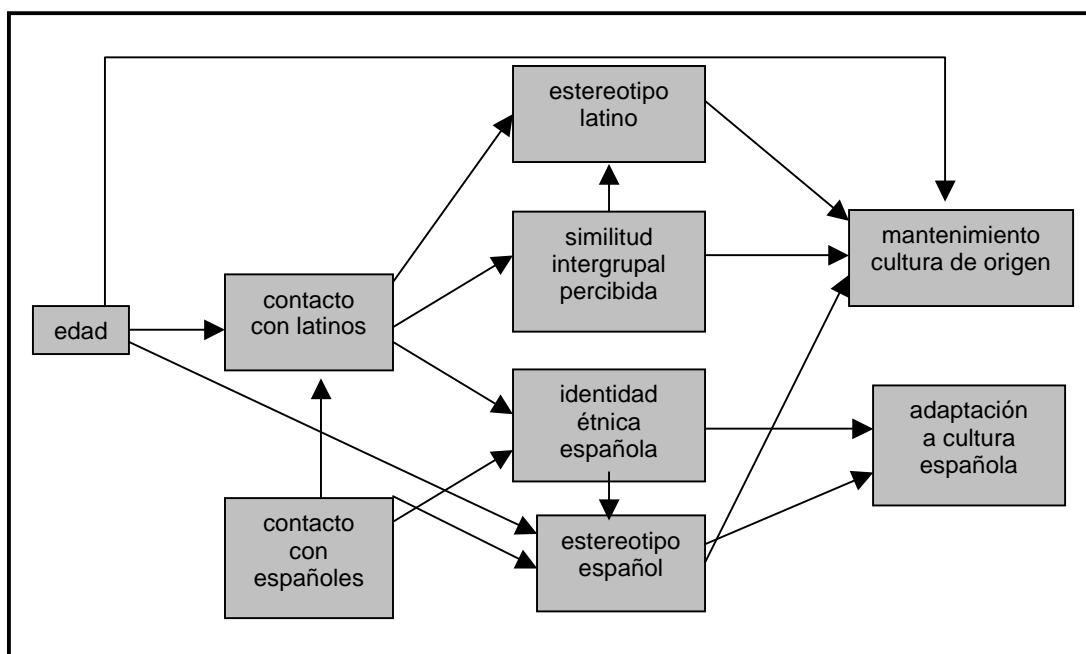 estereotipo
latino
similitud
intergrupal
percibida
mantenimiento
cultura de origen
edad
contacto
con latinos
identidad
étnica
española
adaptación
a cultura
española
contacto
con
españoles
estereotipo
español